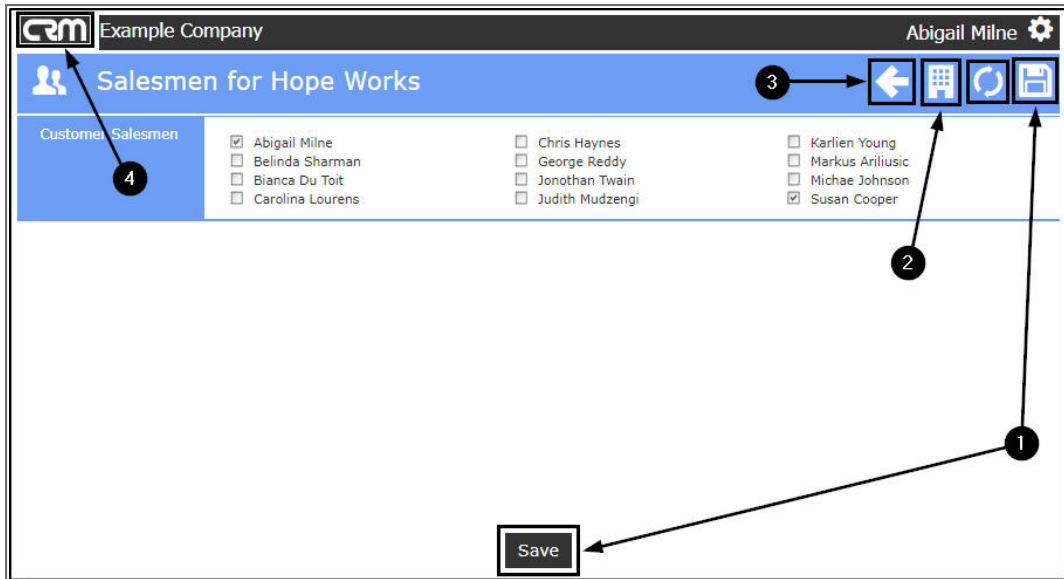 CRM Example Company Abigail Milne
Salesmen for Hope Works 3
Customer Salesmen
Abigail Milne Chris Haynes Karlien Young
Belinda Sharman George Reddy Markus Ariliusic
Bianca Du Toit Jonothan Twain Michae Johnson
Carolina Lourens Judith Mudzengi Susan Cooper
4
2
1
Save